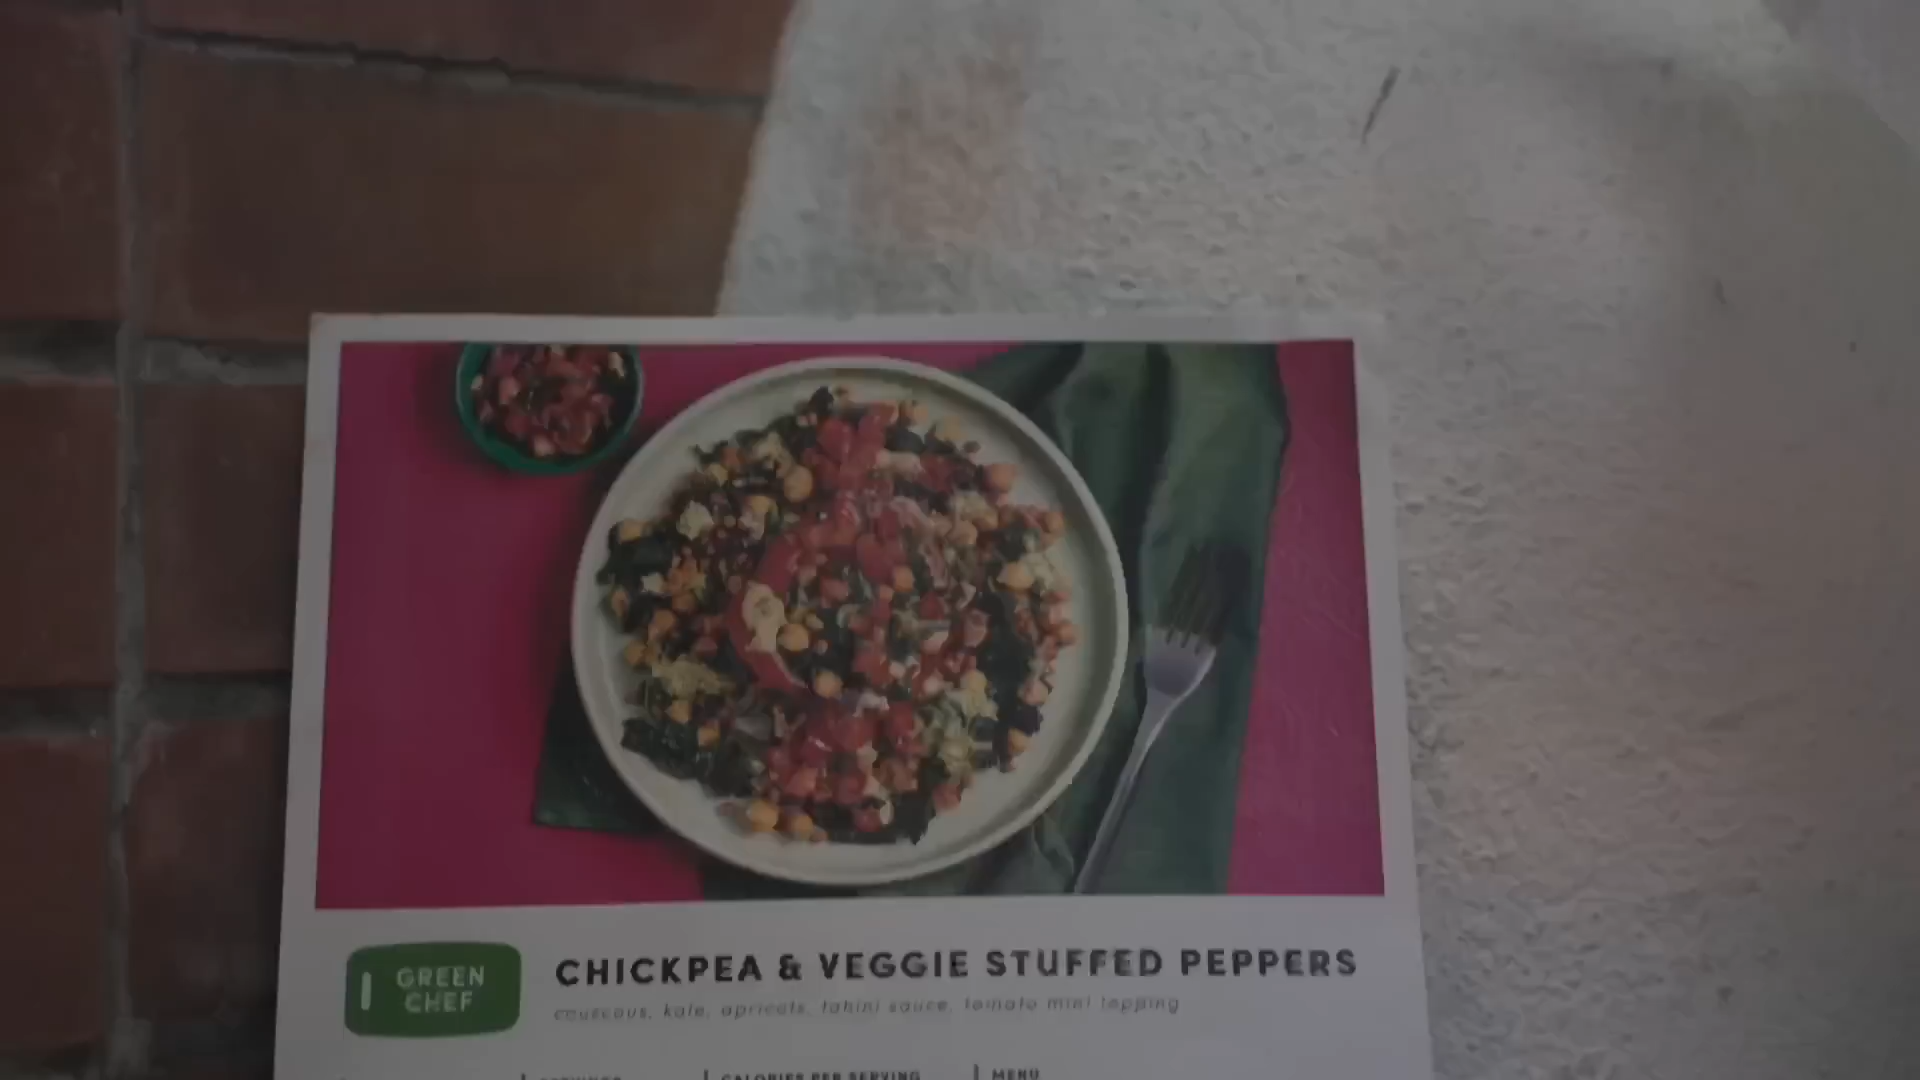 GREEN
CHEF
CHICKPEA & VEGGIE STUFFED PEPPERS
couscous, kale, apricots, tahini sauce, tomato mint topping
CALORIES PER SERVING
MENU